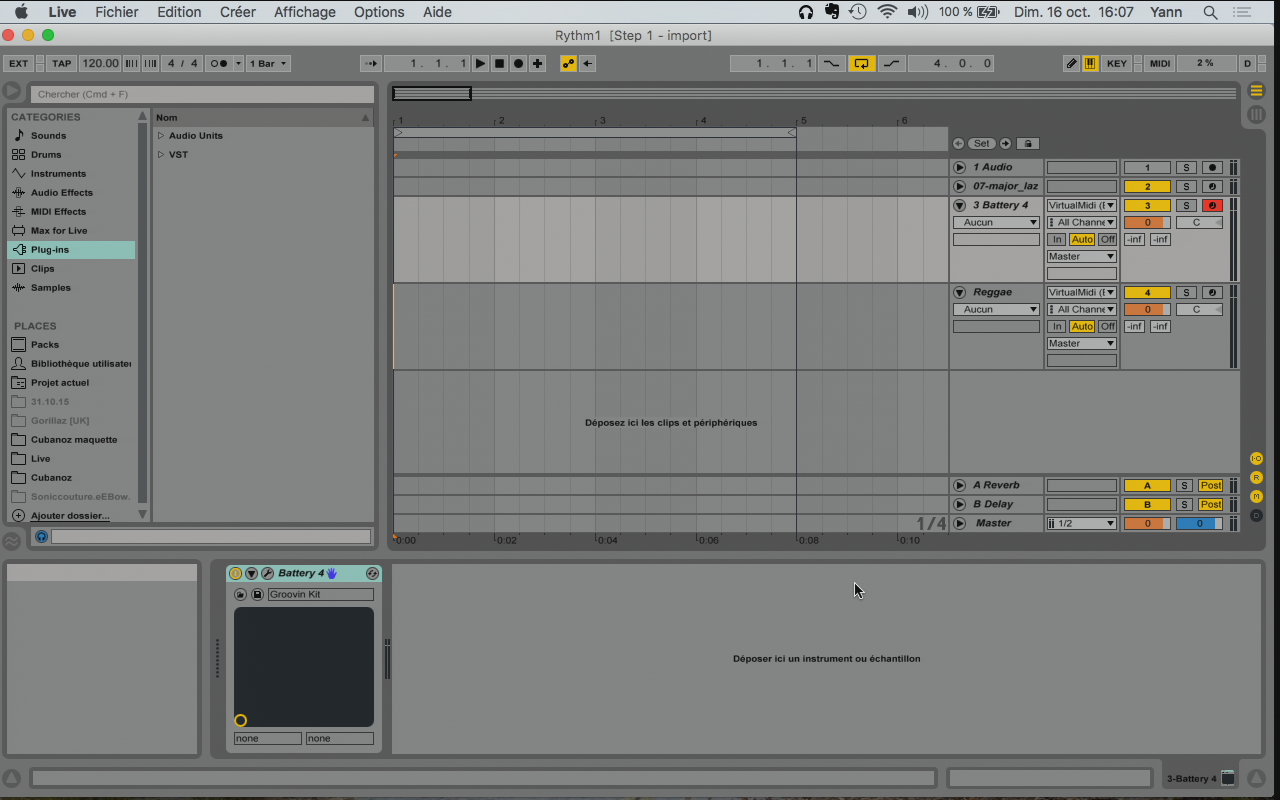 Live Fichier Edition Créer Affichage Options Aide 100 % Dim. 16 oct. 16:07 Yann
Rythm1 [Step 1 - import]
EXT TAP 120.00 4 / 4 1 Bar 1. 1. 1 1. 1. 1 4. 0. 0 KEY MIDI 2 % D
Chercher (Cmd + F)
CATEGORIES
Sounds
Drums
Instruments
Audio Effects
MIDI Effects
Max for Live
Plug-ins
Clips
Samples
PLACES
Packs
Bibliothèque utilisate
Projet actuel
31.10.15
Gorillaz [UK]
Cubanoz maquette
Live
Cubanoz
Soniccouture.eEBow.
Ajouter dossier...
Nom
Audio Units
VST
1 2 3 4 5 6
Set
1 Audio 1 S
07-major_laz 2 S
3 Battery 4 VirtualMidi (E 3 S
Aucun All Channe 0 C
In Auto Off -inf -inf
Master
Reggae VirtualMidi (E 4 S
Aucun All Channe 0 C
In Auto Off -inf -inf
Master
Déposez ici les clips et périphériques
I-O
R
M
D
A Reverb A S Post
B Delay B S Post
1/4 Master 1/2 0 0
0:00 0:02 0:04 0:06 0:08 0:10
Battery 4
Groovin Kit
none none
Déposer ici un instrument ou échantillon
3-Battery 4